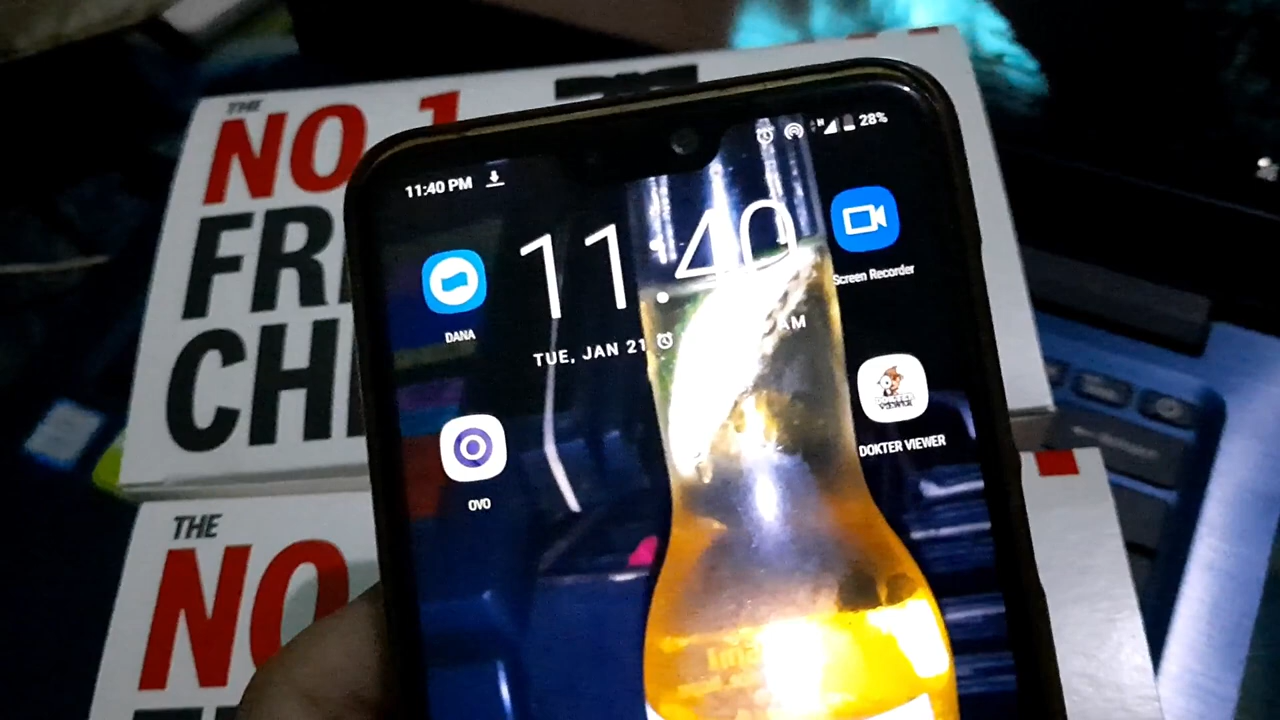 THE
NO.1
FRI
CH
11:40 PM
H
28%
11:40
AM
TUE, JAN 21
DANA
Screen Recorder
OVO
DOKTER VIEWER
THE
NO